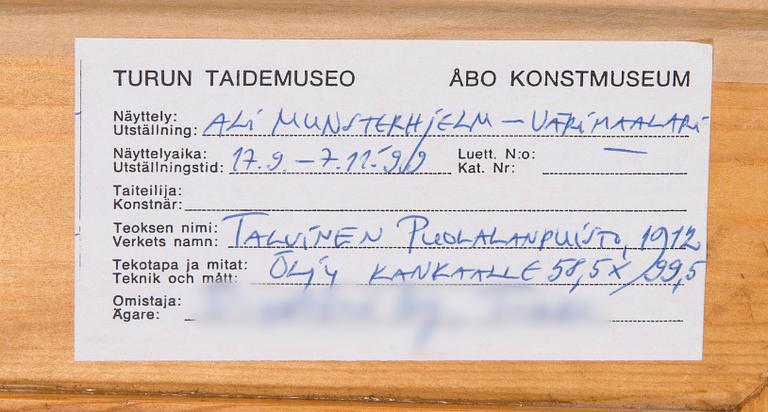 TURUN TAIDEMUSEO ÅBO KONSTMUSEUM
Näyttely:
Utställning: ALI MUNSTERHJELM – VÄRIMAALARI
Näyttelyaika: Luett. N:o: —
Utställningstid: 17.9. – 7.11.-99 Kat. Nr:
Taiteilija:
Konstnär:
Teoksen nimi:
Verkets namn: TALVINEN PUOLALANPUISTO, 1912
Tekotapa ja mitat:
Teknik och mått: ÖLJY KANKAALLE 58,5 X 99,5
Omistaja:
Ägare: